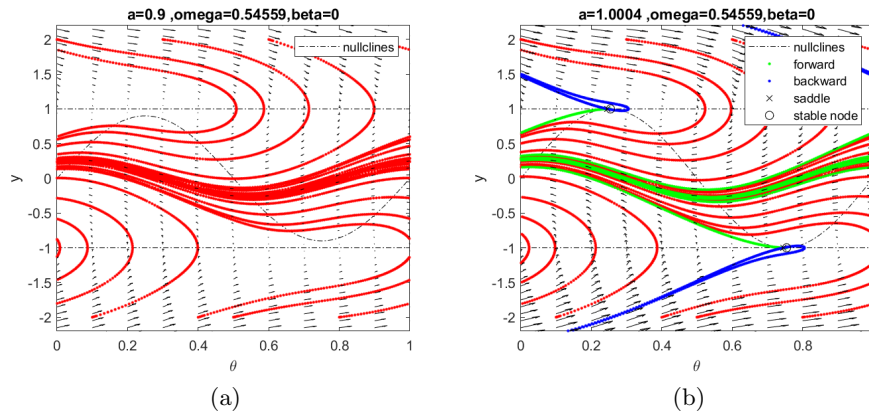 a=0.9 ,omega=0.54559,beta=0
2
1.5
1
0.5
0
-0.5
-1
-1.5
-2
y
nullclines
0
0.2
0.4
0.6
0.8
1
θ
(a)
a=1.0004 ,omega=0.54559,beta=0
2
1.5
1
0.5
0
-0.5
-1
-1.5
-2
y
nullclines
forward
backward
saddle
stable node
0
0.2
0.4
0.6
0.8
θ
(b)